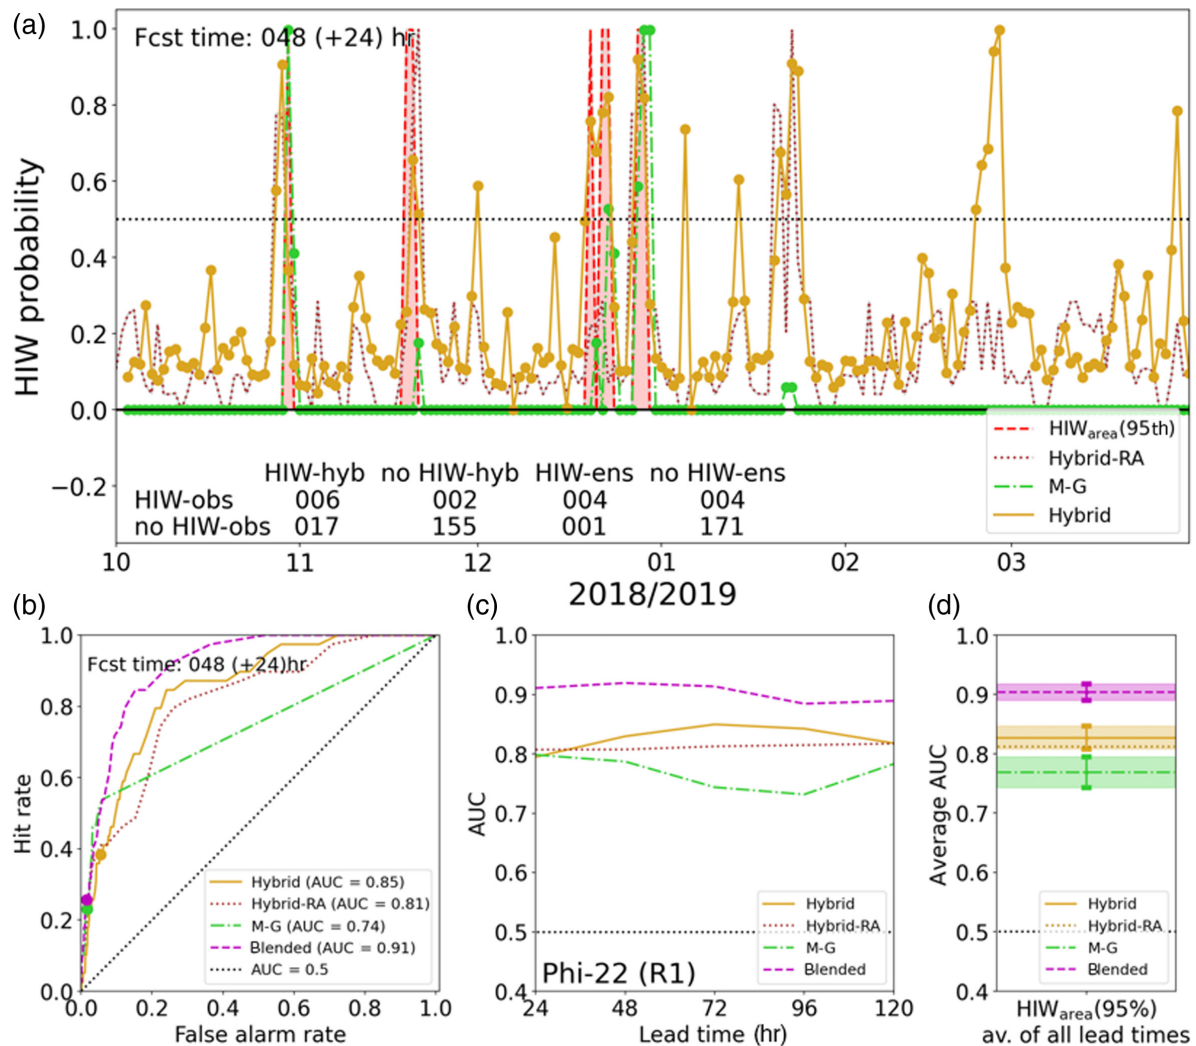 (a)
Fcst time: 048 (+24) hr
HIW probability
1.0
0.8
0.6
0.4
0.2
0.0
−0.2
HIW-hyb no HIW-hyb HIW-ens no HIW-ens
HIW-obs 006 002 004 004
no HIW-obs 017 155 001 171
HIWarea(95th)
Hybrid-RA
M-G
Hybrid
10 11 12 01 02 03
2018/2019
(b)
Fcst time: 048 (+24)hr
Hit rate
1.0
0.8
0.6
0.4
0.2
0.0
Hybrid (AUC = 0.85)
Hybrid-RA (AUC = 0.81)
M-G (AUC = 0.74)
Blended (AUC = 0.91)
AUC = 0.5
0.0 0.2 0.4 0.6 0.8 1.0
False alarm rate
(c)
AUC
1.0
0.9
0.8
0.7
0.6
0.5
0.4
Hybrid
Hybrid-RA
M-G
Blended
Phi-22 (R1)
24 48 72 96 120
Lead time (hr)
(d)
Average AUC
1.0
0.9
0.8
0.7
0.6
0.5
0.4
Hybrid
Hybrid-RA
M-G
Blended
HIWarea(95%)
av. of all lead times